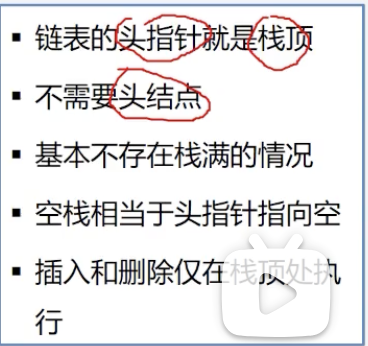 ▪ 链表的头指针就是栈顶
▪ 不需要头结点
▪ 基本不存在栈满的情况
▪ 空栈相当于头指针指向空
▪ 插入和删除仅在栈顶处执
行